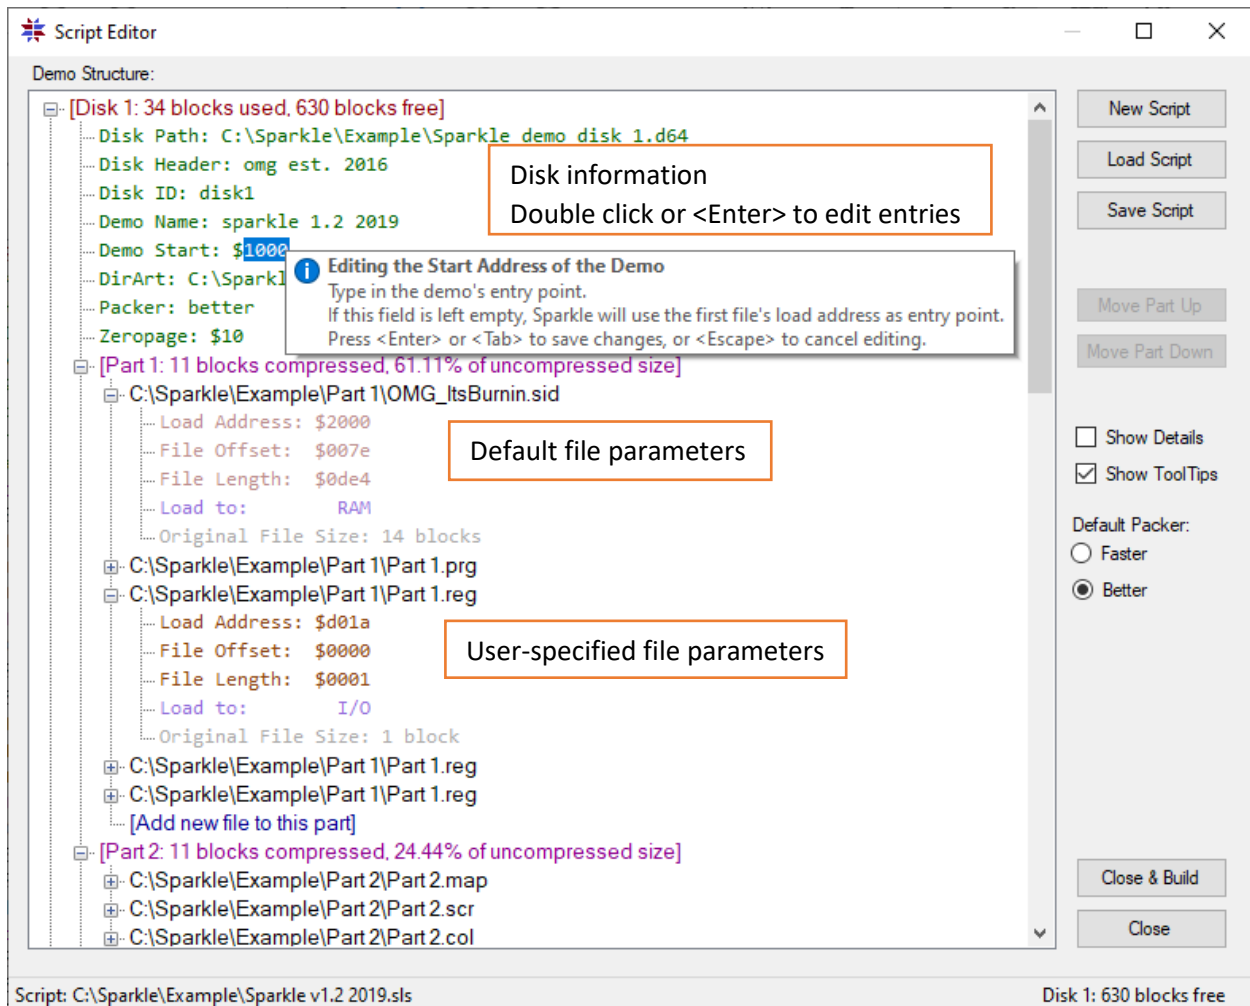 Script Editor
Demo Structure:
[Disk 1: 34 blocks used, 630 blocks free]
Disk Path: C:\Sparkle\Example\Sparkle demo disk 1.d64
Disk Header: omg est. 2016
Disk ID: disk1
Demo Name: sparkle 1.2 2019
Demo Start: $1000
DirArt: C:\Sparkl
Packer: better
Zeropage: $10
Disk information
Double click or <Enter> to edit entries
Editing the Start Address of the Demo
Type in the demo's entry point.
If this field is left empty, Sparkle will use the first file's load address as entry point.
Press <Enter> or <Tab> to save changes, or <Escape> to cancel editing.
[Part 1: 11 blocks compressed, 61.11% of uncompressed size]
C:\Sparkle\Example\Part 1\OMG_ItsBurnin.sid
Load Address: $2000
File Offset: $007e
File Length: $0de4
Load to: RAM
Original File Size: 14 blocks
Default file parameters
C:\Sparkle\Example\Part 1\Part 1.prg
C:\Sparkle\Example\Part 1\Part 1.reg
Load Address: $d01a
File Offset: $0000
File Length: $0001
Load to: I/O
Original File Size: 1 block
User-specified file parameters
C:\Sparkle\Example\Part 1\Part 1.reg
C:\Sparkle\Example\Part 1\Part 1.reg
[Add new file to this part]
[Part 2: 11 blocks compressed, 24.44% of uncompressed size]
C:\Sparkle\Example\Part 2\Part 2.map
C:\Sparkle\Example\Part 2\Part 2.scr
C:\Sparkle\Example\Part 2\Part 2.col
New Script
Load Script
Save Script
Move Part Up
Move Part Down
Show Details
Show ToolTips
Default Packer:
Faster
Better
Close & Build
Close
Script: C:\Sparkle\Example\Sparkle v1.2 2019.sls
Disk 1: 630 blocks free